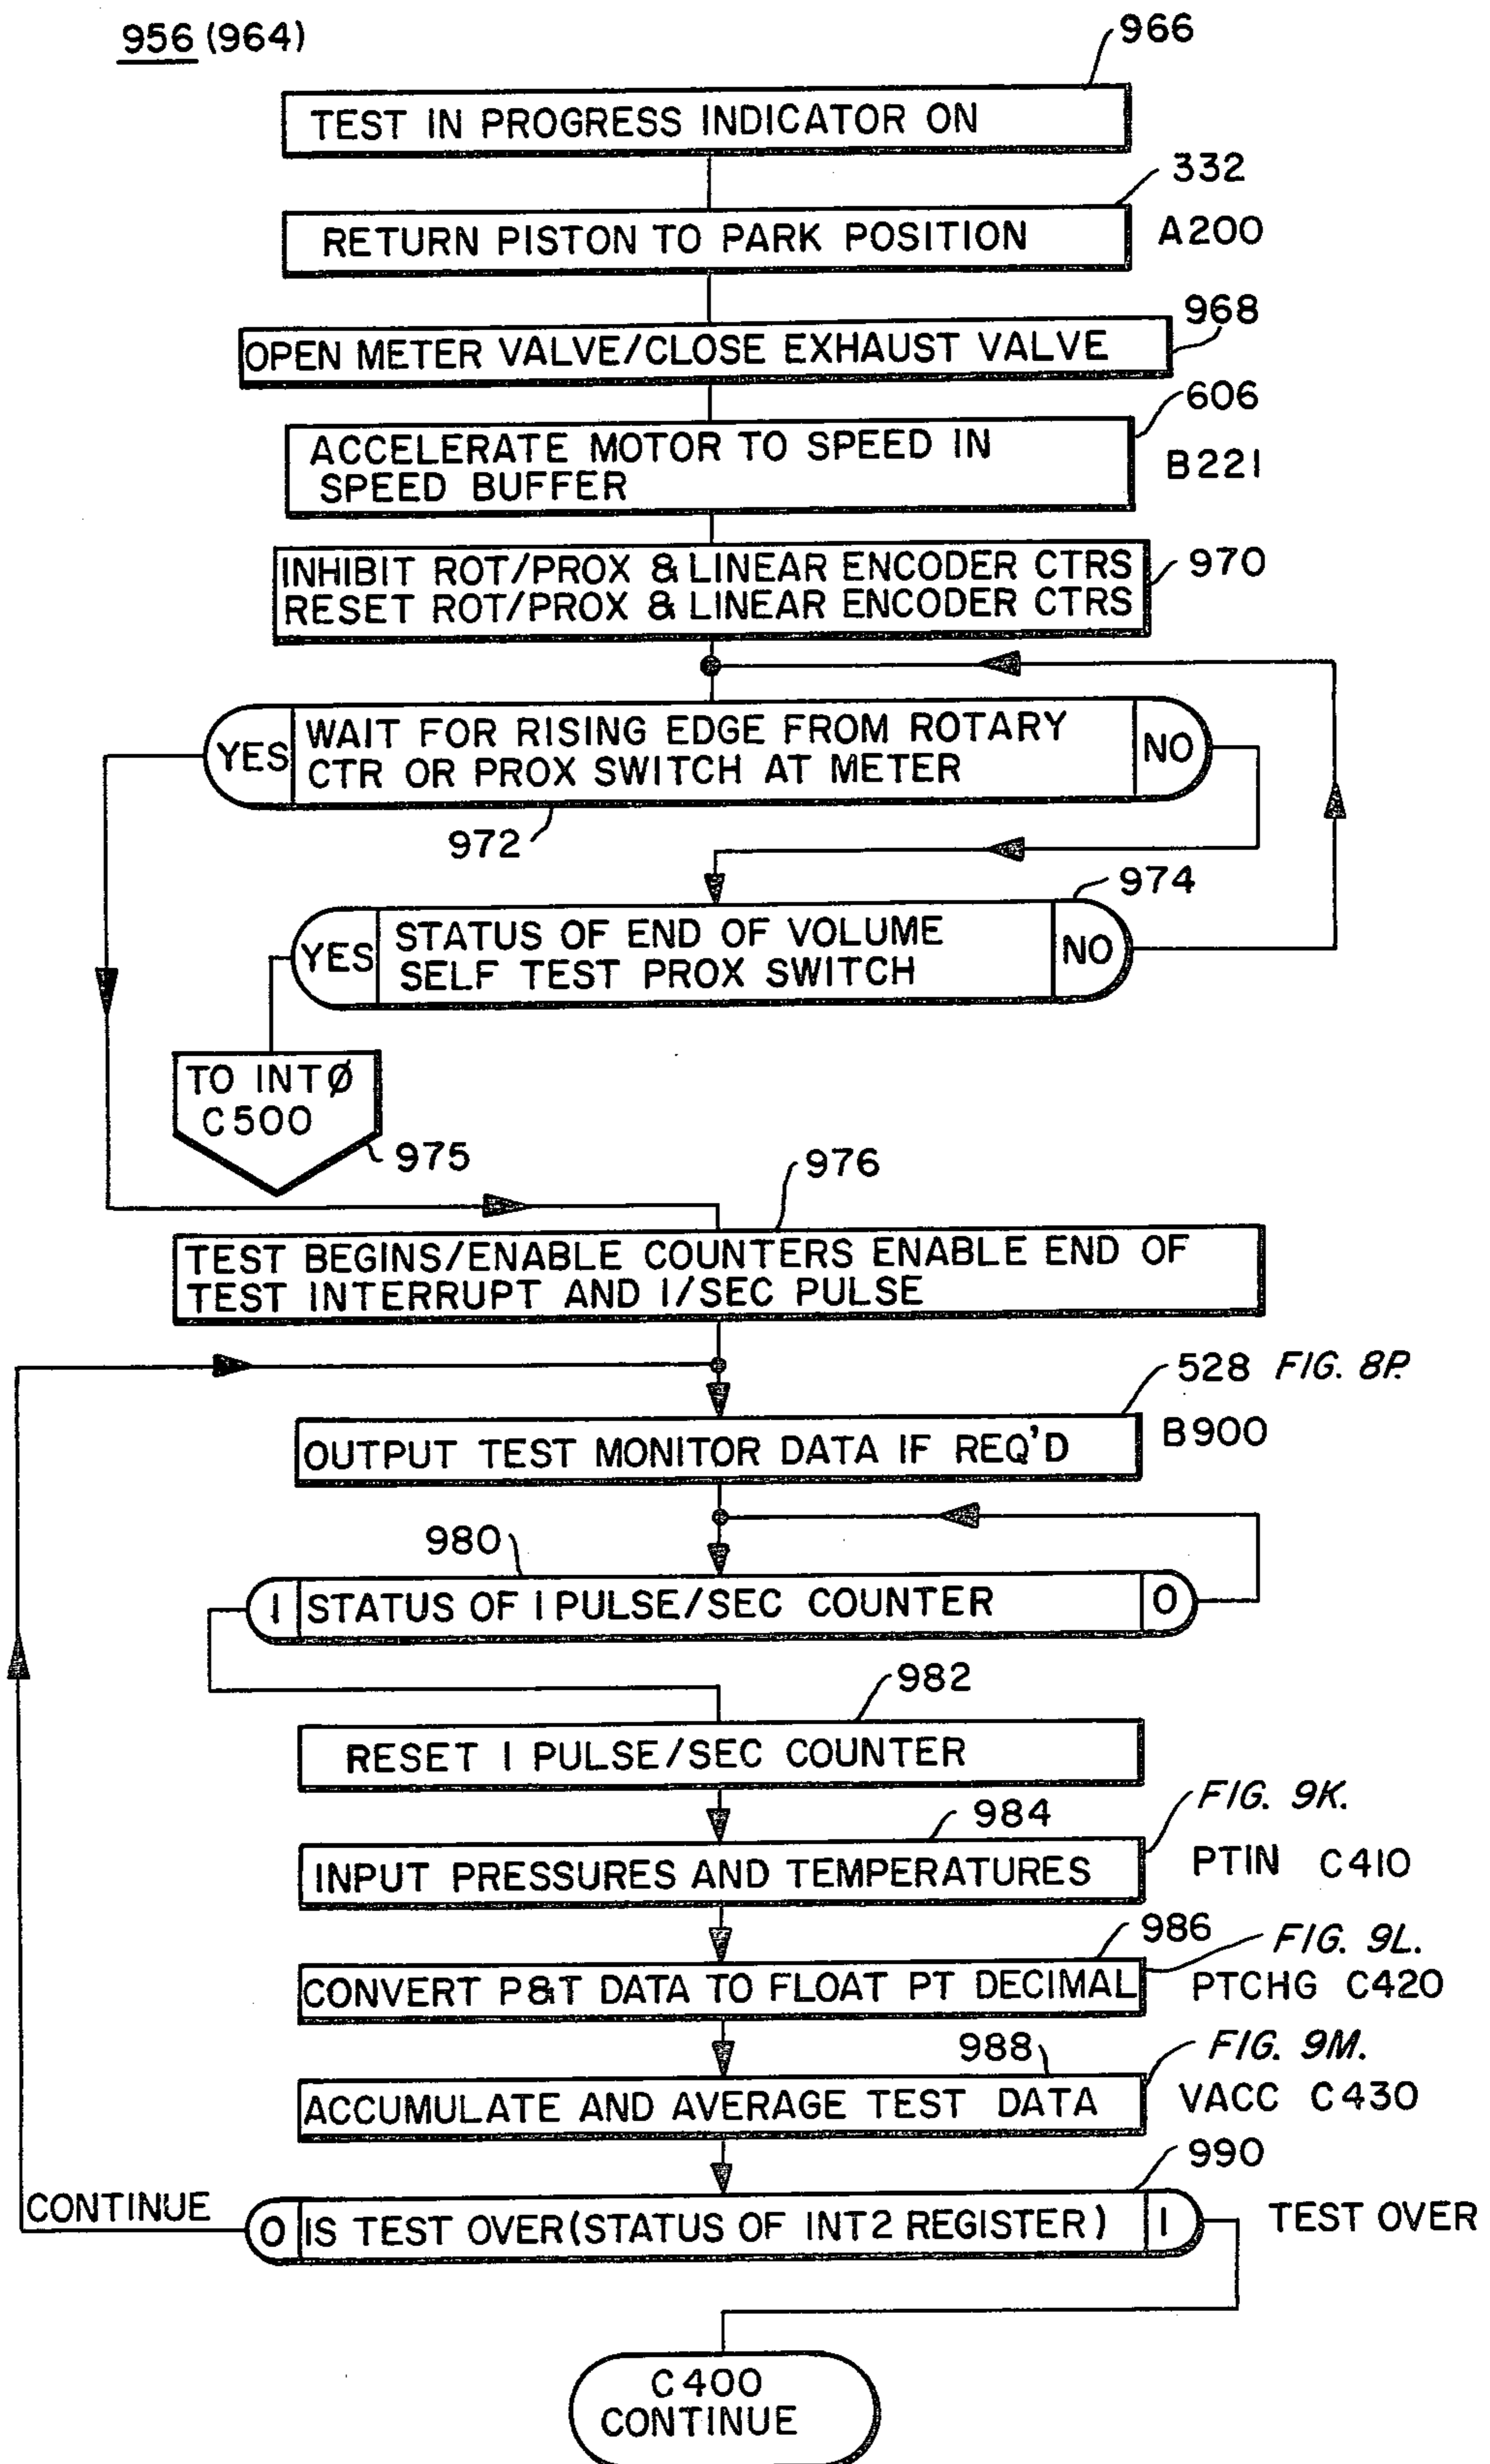 956 (964)
966
TEST IN PROGRESS INDICATOR ON
332
RETURN PISTON TO PARK POSITION
A200
968
OPEN METER VALVE/CLOSE EXHAUST VALVE
606
ACCELERATE MOTOR TO SPEED IN
SPEED BUFFER
B221
INHIBIT ROT/PROX & LINEAR ENCODER CTRS
RESET ROT/PROX & LINEAR ENCODER CTRS
970
YES
WAIT FOR RISING EDGE FROM ROTARY
CTR OR PROX SWITCH AT METER
NO
972
974
YES
STATUS OF END OF VOLUME
SELF TEST PROX SWITCH
NO
TO INTØ
C500
975
976
TEST BEGINS/ENABLE COUNTERS ENABLE END OF
TEST INTERRUPT AND 1/SEC PULSE
528 FIG. 8P.
OUTPUT TEST MONITOR DATA IF REQ'D
B900
980
1 STATUS OF 1 PULSE/SEC COUNTER 0
982
RESET 1 PULSE/SEC COUNTER
984
FIG. 9K.
INPUT PRESSURES AND TEMPERATURES
PTIN C410
986
FIG. 9L.
CONVERT P&T DATA TO FLOAT PT DECIMAL
PTCHG C420
988
FIG. 9M.
ACCUMULATE AND AVERAGE TEST DATA
VACC C430
990
CONTINUE
0 IS TEST OVER (STATUS OF INT2 REGISTER) 1
TEST OVER
C400
CONTINUE